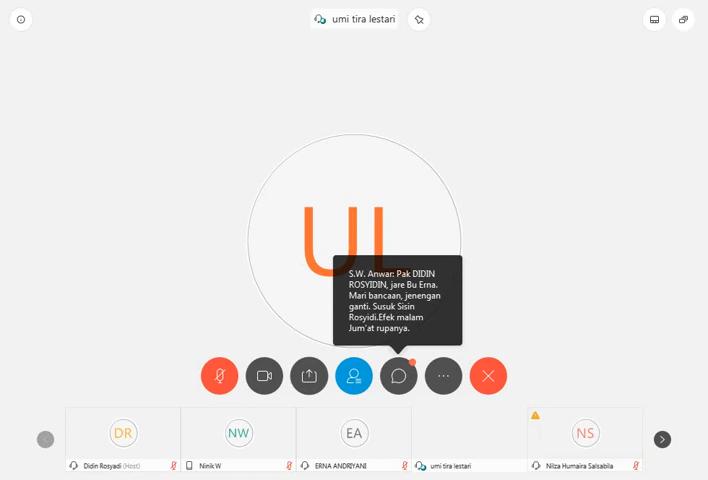 umi tira lestari
UL
S.W. Anwar: Pak DIDIN
ROSYIDIN, jare Bu Erna.
Mari bancaan, jenengan
ganti. Susuk Sisin
Rosyidi.Efek malam
Jum'at rupanya.
DR
NW
EA
NS
Didin Rosyadi (Host)
Ninik W
ERNA ANDRIYANI
umi tira lestari
Nilza Humaira Salsabila